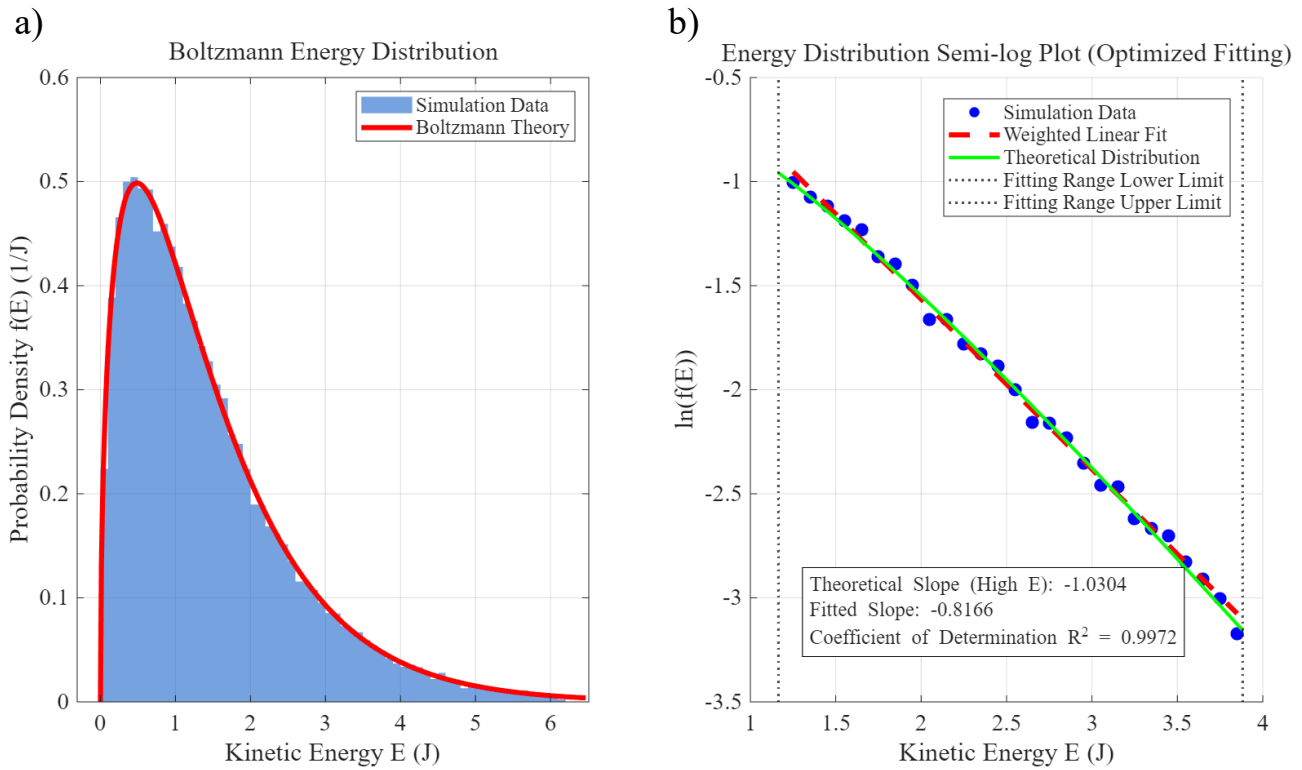 a)
Boltzmann Energy Distribution
Probability Density f(E) (1/J)
0.6
0.5
0.4
0.3
0.2
0.1
0
Simulation Data
Boltzmann Theory
0 1 2 3 4 5 6
Kinetic Energy E (J)
b)
Energy Distribution Semi-log Plot (Optimized Fitting)
ln(f(E))
-0.5
-1
-1.5
-2
-2.5
-3
-3.5
Simulation Data
Weighted Linear Fit
Theoretical Distribution
Fitting Range Lower Limit
Fitting Range Upper Limit
Theoretical Slope (High E): -1.0304
Fitted Slope: -0.8166
Coefficient of Determination R² = 0.9972
1 1.5 2 2.5 3 3.5 4
Kinetic Energy E (J)